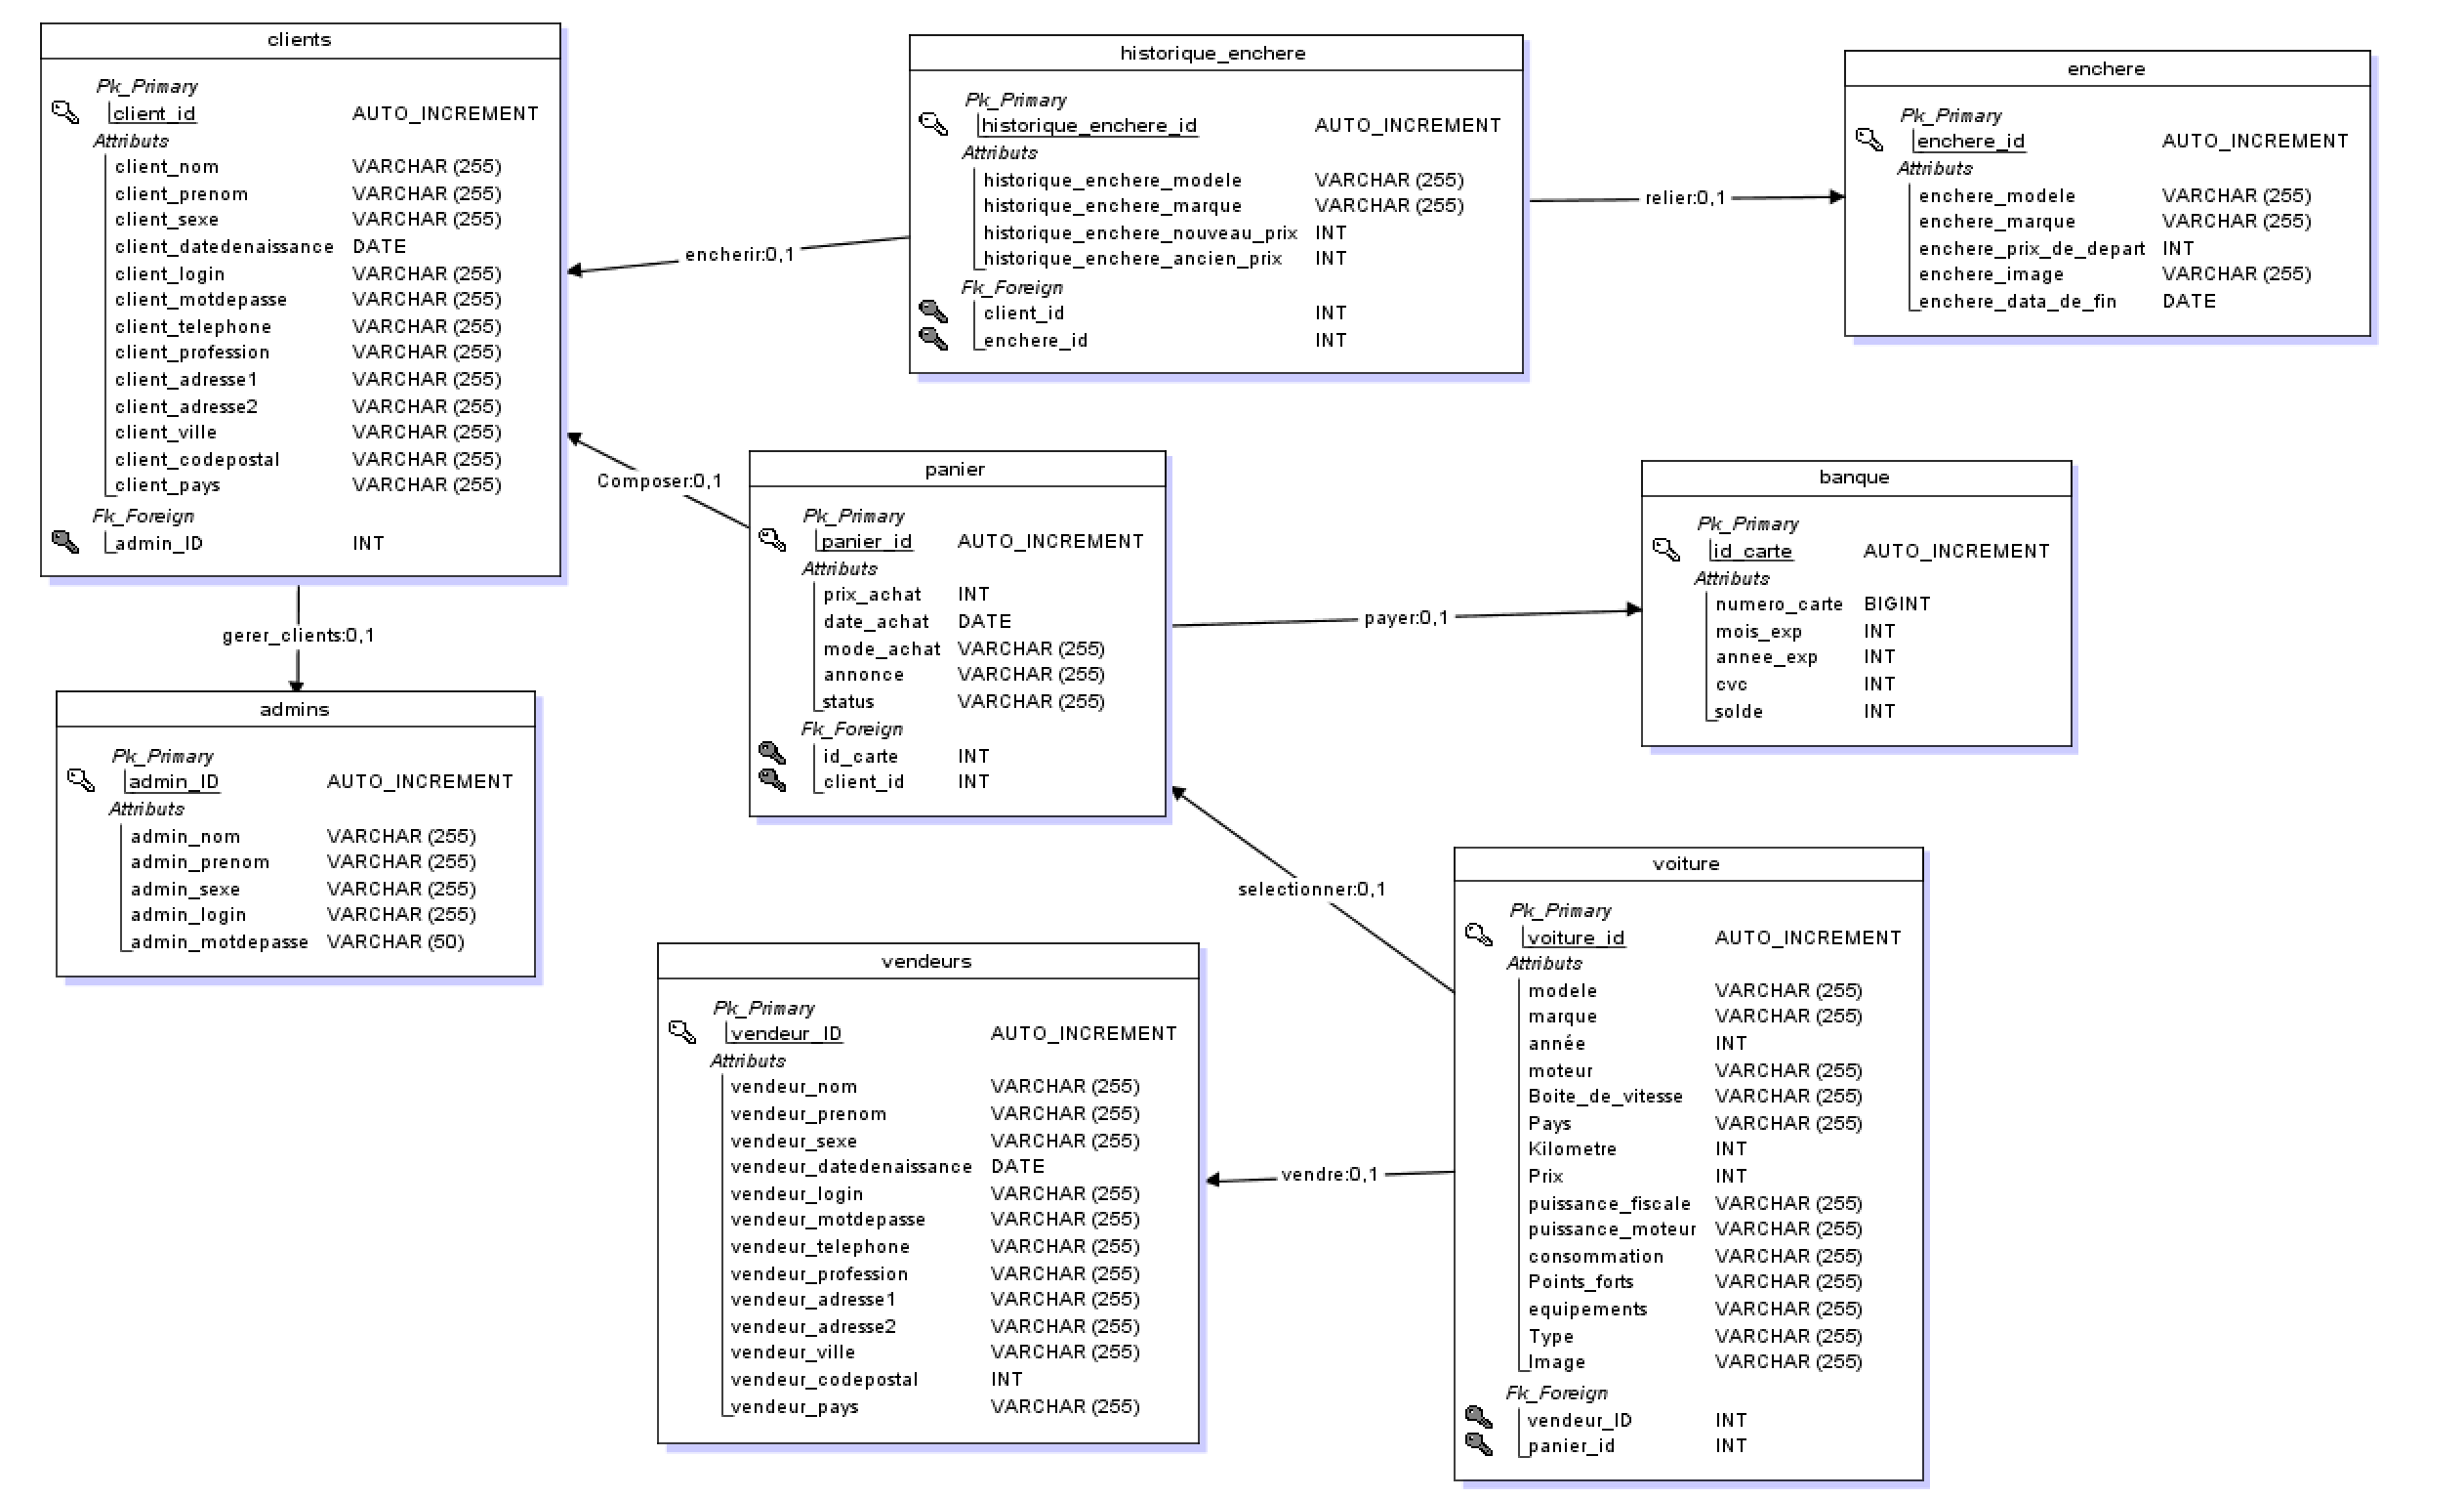 clients
Pk_Primary
client_id AUTO_INCREMENT
Attributs
client_nom VARCHAR (255)
client_prenom VARCHAR (255)
client_sexe VARCHAR (255)
client_datedenaissance DATE
client_login VARCHAR (255)
client_motdepasse VARCHAR (255)
client_telephone VARCHAR (255)
client_profession VARCHAR (255)
client_adresse1 VARCHAR (255)
client_adresse2 VARCHAR (255)
client_ville VARCHAR (255)
client_codepostal VARCHAR (255)
client_pays VARCHAR (255)
Fk_Foreign
admin_ID INT
encherir:0,1
historique_enchere
Pk_Primary
historique_enchere_id AUTO_INCREMENT
Attributs
historique_enchere_modele VARCHAR (255)
historique_enchere_marque VARCHAR (255)
historique_enchere_nouveau_prix INT
historique_enchere_ancien_prix INT
Fk_Foreign
client_id INT
enchere_id INT
relier:0,1
enchere
Pk_Primary
enchere_id AUTO_INCREMENT
Attributs
enchere_modele VARCHAR (255)
enchere_marque VARCHAR (255)
enchere_prix_de_depart INT
enchere_image VARCHAR (255)
enchere_data_de_fin DATE
Composer:0,1
panier
Pk_Primary
panier_id AUTO_INCREMENT
Attributs
prix_achat INT
date_achat DATE
mode_achat VARCHAR (255)
annonce VARCHAR (255)
status VARCHAR (255)
Fk_Foreign
id_carte INT
client_id INT
payer:0,1
banque
Pk_Primary
id_carte AUTO_INCREMENT
Attributs
numero_carte BIGINT
mois_exp INT
annee_exp INT
cvc INT
solde INT
gerer_clients:0,1
admins
Pk_Primary
admin_ID AUTO_INCREMENT
Attributs
admin_nom VARCHAR (255)
admin_prenom VARCHAR (255)
admin_sexe VARCHAR (255)
admin_login VARCHAR (255)
admin_motdepasse VARCHAR (50)
selectionner:0,1
vendeurs
Pk_Primary
vendeur_ID AUTO_INCREMENT
Attributs
vendeur_nom VARCHAR (255)
vendeur_prenom VARCHAR (255)
vendeur_sexe VARCHAR (255)
vendeur_datedenaissance DATE
vendeur_login VARCHAR (255)
vendeur_motdepasse VARCHAR (255)
vendeur_telephone VARCHAR (255)
vendeur_profession VARCHAR (255)
vendeur_adresse1 VARCHAR (255)
vendeur_adresse2 VARCHAR (255)
vendeur_ville VARCHAR (255)
vendeur_codepostal INT
vendeur_pays VARCHAR (255)
vendre:0,1
voiture
Pk_Primary
voiture_id AUTO_INCREMENT
Attributs
modele VARCHAR (255)
marque VARCHAR (255)
année INT
moteur VARCHAR (255)
Boite_de_vitesse VARCHAR (255)
Pays VARCHAR (255)
Kilometre INT
Prix INT
puissance_fiscale VARCHAR (255)
puissance_moteur VARCHAR (255)
consommation VARCHAR (255)
Points_forts VARCHAR (255)
equipements VARCHAR (255)
Type VARCHAR (255)
Image VARCHAR (255)
Fk_Foreign
vendeur_ID INT
panier_id INT